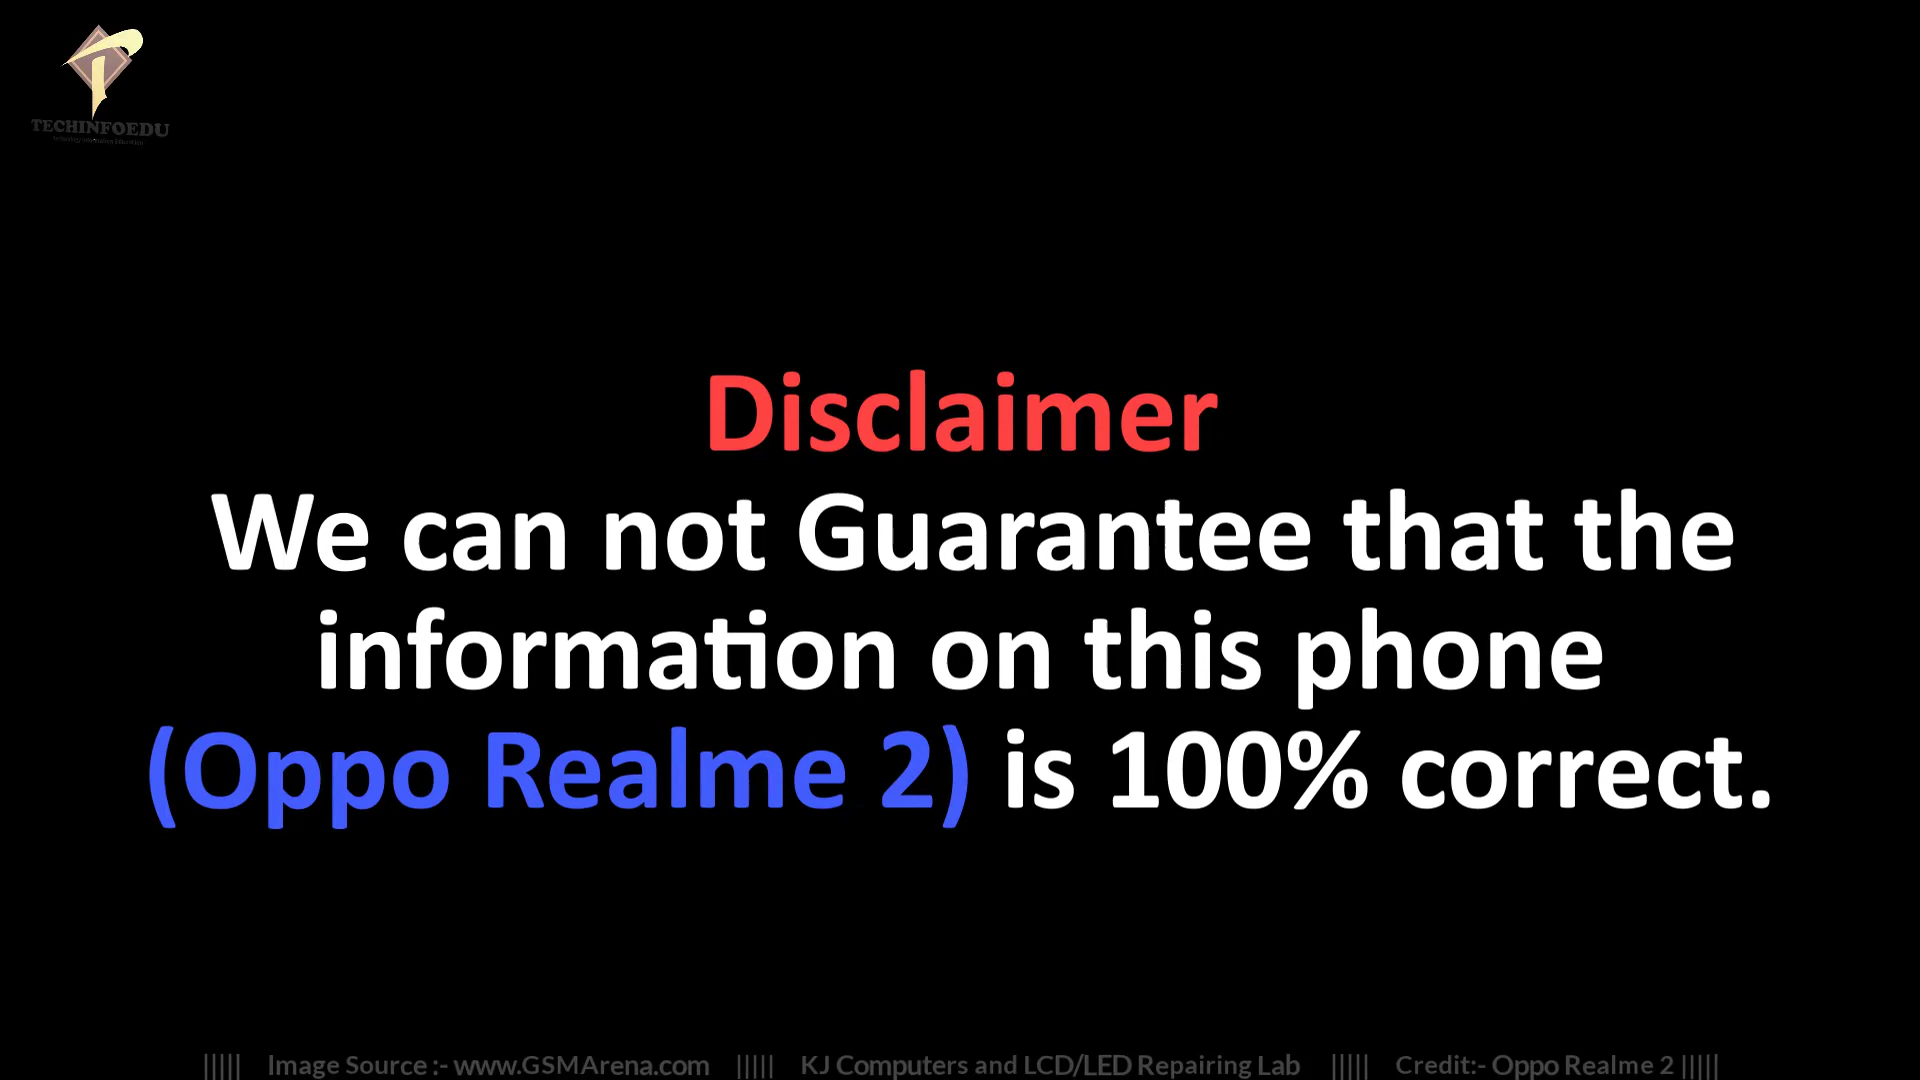 TECHINFOEDU
Disclaimer
We can not Guarantee that the
information on this phone
(Oppo Realme 2) is 100% correct.
||||| Image Source :- www.GSMArena.com ||||| KJ Computers and LCD/LED Repairing Lab ||||| Credit:- Oppo Realme 2 |||||